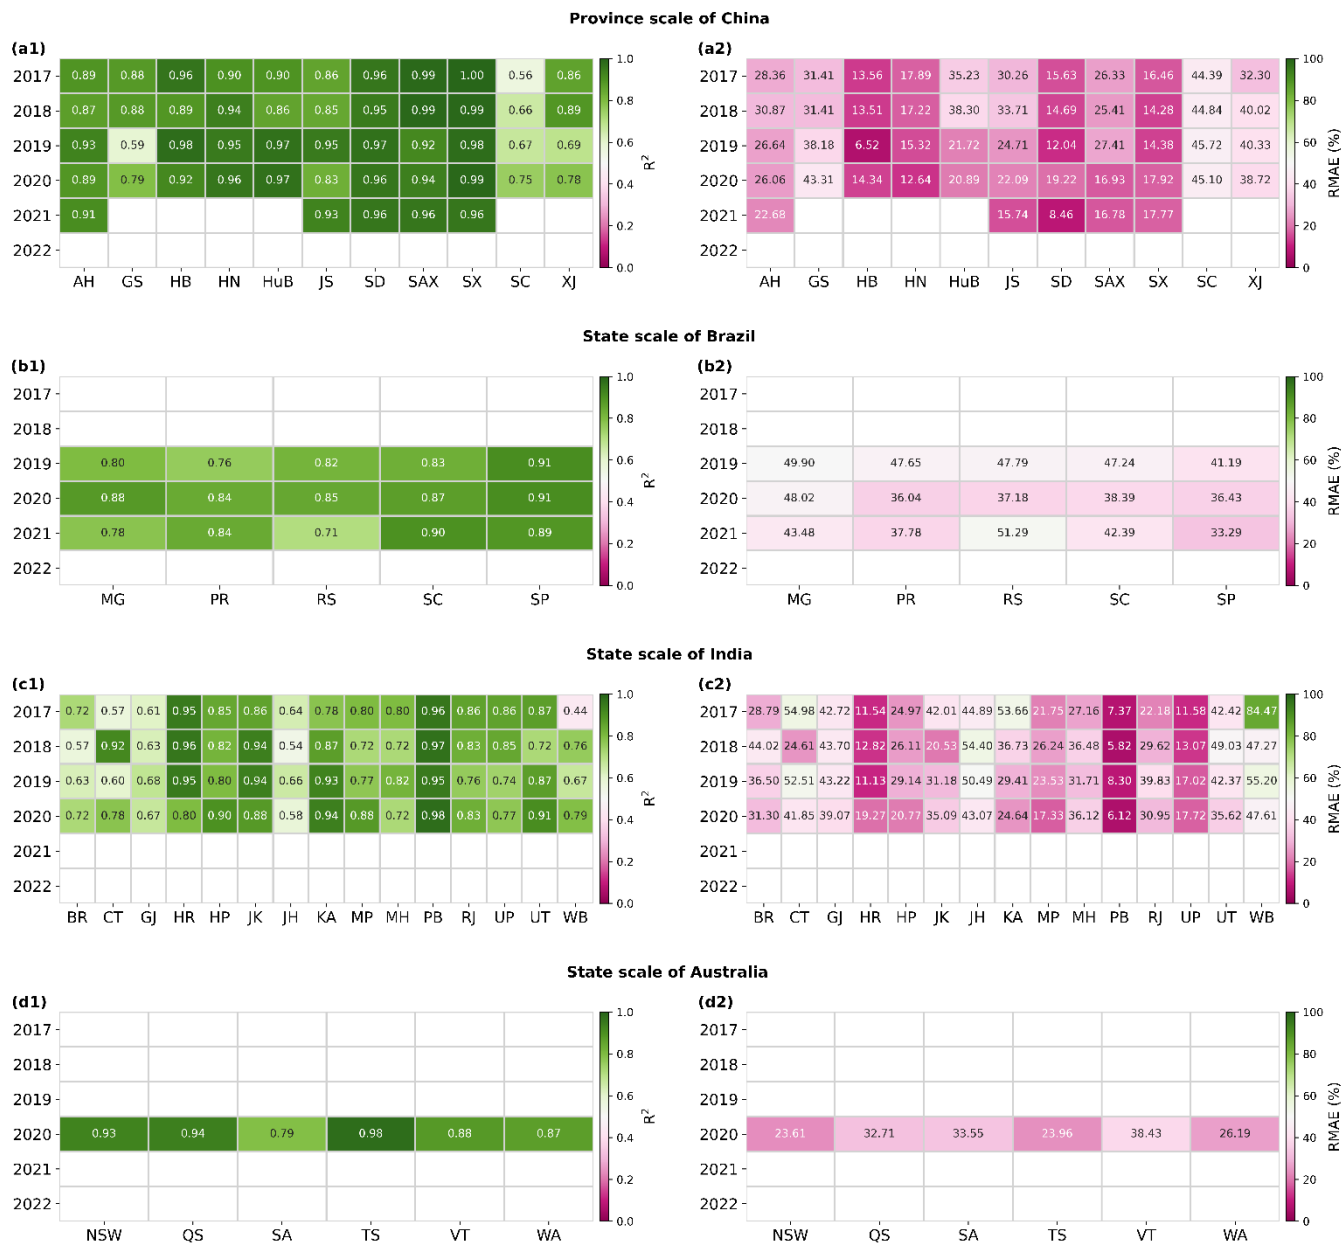 Province scale of China
(a1)
2017 0.89 0.88 0.96 0.90 0.90 0.86 0.96 0.99 1.00 0.56 0.86
2018 0.87 0.88 0.89 0.94 0.86 0.85 0.95 0.99 0.99 0.66 0.89
2019 0.93 0.59 0.98 0.95 0.97 0.95 0.97 0.92 0.98 0.67 0.69
2020 0.89 0.79 0.92 0.96 0.97 0.83 0.96 0.94 0.99 0.75 0.78
2021 0.91 0.93 0.96 0.96 0.96
2022
AH GS HB HN HuB JS SD SAX SX SC XJ
1.0
0.8
0.6
0.4
0.2
0.0
R²
(a2)
28.36 31.41 13.56 17.89 35.23 30.26 15.63 26.33 16.46 44.39 32.30
30.87 31.41 13.51 17.22 38.30 33.71 14.69 25.41 14.28 44.84 40.02
26.64 38.18 6.52 15.32 21.72 24.71 12.04 27.41 14.38 45.72 40.33
26.06 43.31 14.34 12.64 20.89 22.09 19.22 16.93 17.92 45.10 38.72
22.68 15.74 8.46 16.78 17.77
AH GS HB HN HuB JS SD SAX SX SC XJ
100
80
60
40
20
0
RMAE (%)
State scale of Brazil
(b1)
2017
2018
2019 0.80 0.76 0.82 0.83 0.91
2020 0.88 0.84 0.85 0.87 0.91
2021 0.78 0.84 0.71 0.90 0.89
2022
MG PR RS SC SP
1.0
0.8
0.6
0.4
0.2
0.0
R²
(b2)
49.90 47.65 47.79 47.24 41.19
48.02 36.04 37.18 38.39 36.43
43.48 37.78 51.29 42.39 33.29
MG PR RS SC SP
100
80
60
40
20
0
RMAE (%)
State scale of India
(c1)
2017 0.72 0.57 0.61 0.95 0.85 0.86 0.64 0.78 0.80 0.80 0.96 0.86 0.86 0.87 0.44
2018 0.57 0.92 0.63 0.96 0.82 0.94 0.54 0.87 0.72 0.72 0.97 0.83 0.85 0.72 0.76
2019 0.63 0.60 0.68 0.95 0.80 0.94 0.66 0.93 0.77 0.82 0.95 0.76 0.74 0.87 0.67
2020 0.72 0.78 0.67 0.80 0.90 0.88 0.58 0.94 0.88 0.72 0.98 0.83 0.77 0.91 0.79
2021
2022
BR CT GJ HR HP JK JH KA MP MH PB RJ UP UT WB
1.0
0.8
0.6
0.4
0.2
0.0
R²
(c2)
28.79 54.98 42.72 11.54 24.97 42.01 44.89 53.66 21.75 27.16 7.37 22.18 11.58 42.42 84.47
44.02 24.61 43.70 12.82 26.11 20.53 54.40 36.73 26.24 36.48 5.82 29.62 13.07 49.03 47.27
36.50 52.51 43.22 11.13 29.14 31.18 50.49 29.41 23.53 31.71 8.30 39.83 17.02 42.37 55.20
31.30 41.85 39.07 19.27 20.77 35.09 43.07 24.64 17.33 36.12 6.12 30.95 17.72 35.62 47.61
BR CT GJ HR HP JK JH KA MP MH PB RJ UP UT WB
100
80
60
40
20
0
RMAE (%)
State scale of Australia
(d1)
2017
2018
2019
2020 0.93 0.94 0.79 0.98 0.88 0.87
2021
2022
NSW QS SA TS VT WA
1.0
0.8
0.6
0.4
0.2
0.0
R²
(d2)
23.61 32.71 33.55 23.96 38.43 26.19
NSW QS SA TS VT WA
100
80
60
40
20
0
RMAE (%)